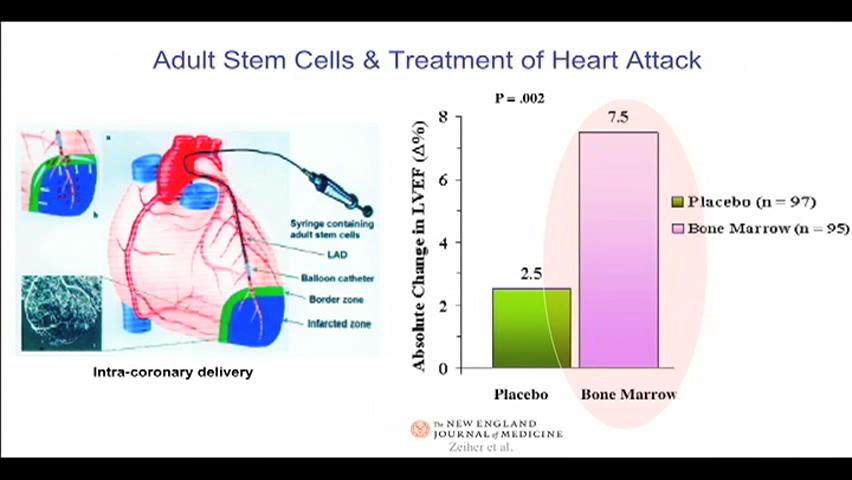 Adult Stem Cells & Treatment of Heart Attack
a
b
Syringe containing
adult stem cells
LAD
Balloon catheter
Border zone
Infarcted zone
Intra-coronary delivery
P = .002
Absolute Change in LVEF (Δ%)
8
6
4
2
0
2.5
7.5
Placebo
Bone Marrow
Placebo (n = 97)
Bone Marrow (n = 95)
The NEW ENGLAND
JOURNAL of MEDICINE
Zeiher et al.